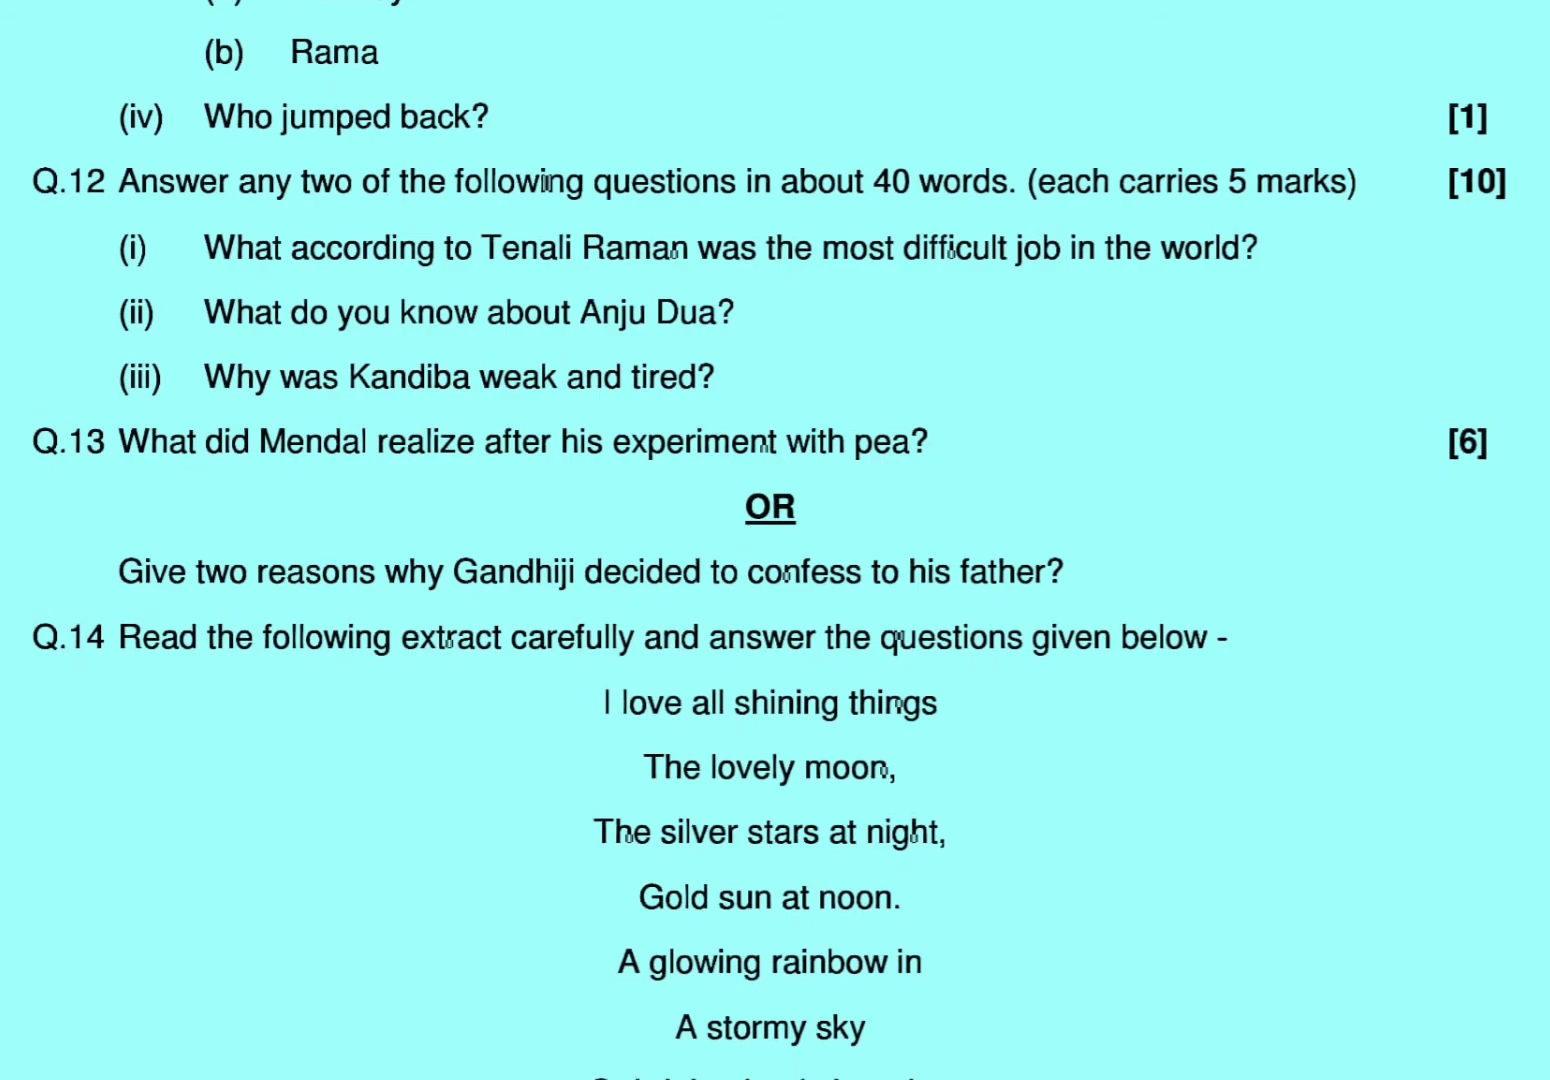 (b) Rama
(iv) Who jumped back? [1]
Q.12 Answer any two of the following questions in about 40 words. (each carries 5 marks) [10]
(i) What according to Tenali Raman was the most difficult job in the world?
(ii) What do you know about Anju Dua?
(iii) Why was Kandiba weak and tired?
Q.13 What did Mendal realize after his experiment with pea? [6]
OR
Give two reasons why Gandhiji decided to confess to his father?
Q.14 Read the following extract carefully and answer the questions given below -
I love all shining things
The lovely moon,
The silver stars at night,
Gold sun at noon.
A glowing rainbow in
A stormy sky